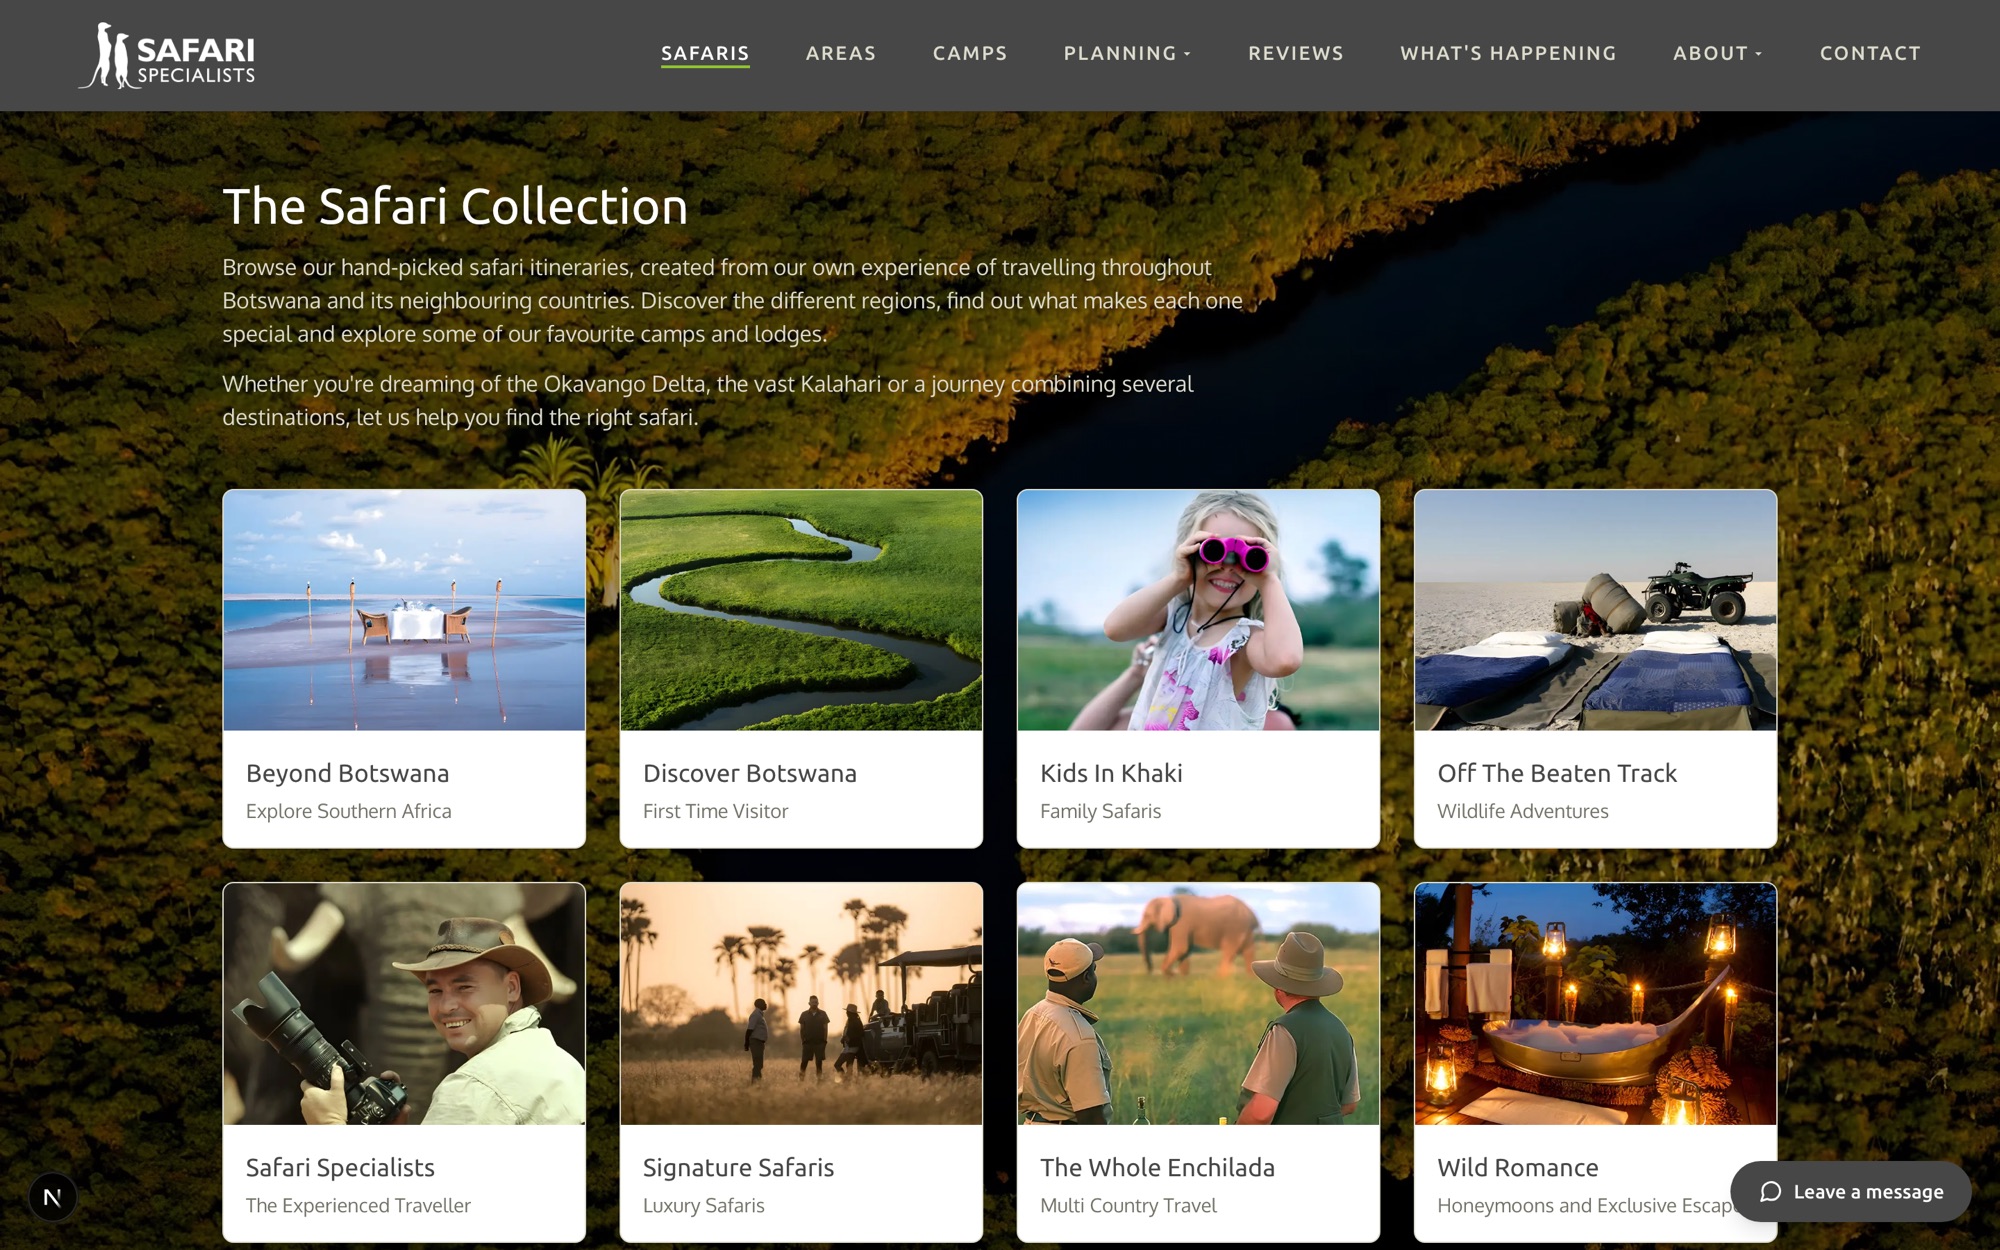 SAFARI
SPECIALISTS
SAFARIS
AREAS
CAMPS
PLANNING
REVIEWS
WHAT'S HAPPENING
ABOUT
CONTACT
The Safari Collection
Browse our hand-picked safari itineraries, created from our own experience of travelling throughout
Botswana and its neighbouring countries. Discover the different regions, find out what makes each one
special and explore some of our favourite camps and lodges.
Whether you're dreaming of the Okavango Delta, the vast Kalahari or a journey combining several
destinations, let us help you find the right safari.
Beyond Botswana
Explore Southern Africa
Discover Botswana
First Time Visitor
Kids In Khaki
Family Safaris
Off The Beaten Track
Wildlife Adventures
Safari Specialists
The Experienced Traveller
Signature Safaris
Luxury Safaris
The Whole Enchilada
Multi Country Travel
Wild Romance
Honeymoons and Exclusive
N
Leave a message